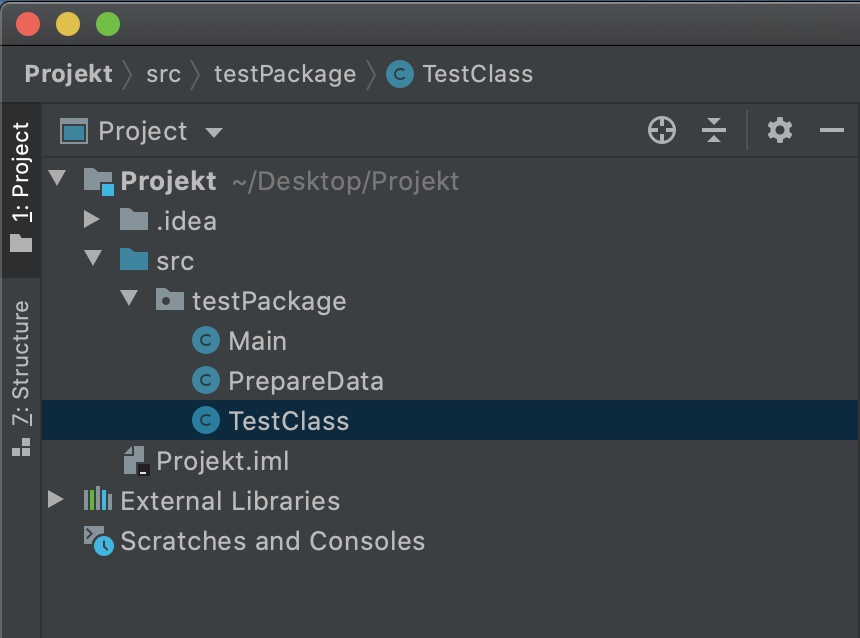 Projekt src testPackage C TestClass
Project
1: Project
Projekt ~/Desktop/Projekt
.idea
src
testPackage
C Main
C PrepareData
C TestClass
Projekt.iml
External Libraries
Scratches and Consoles
7: Structure